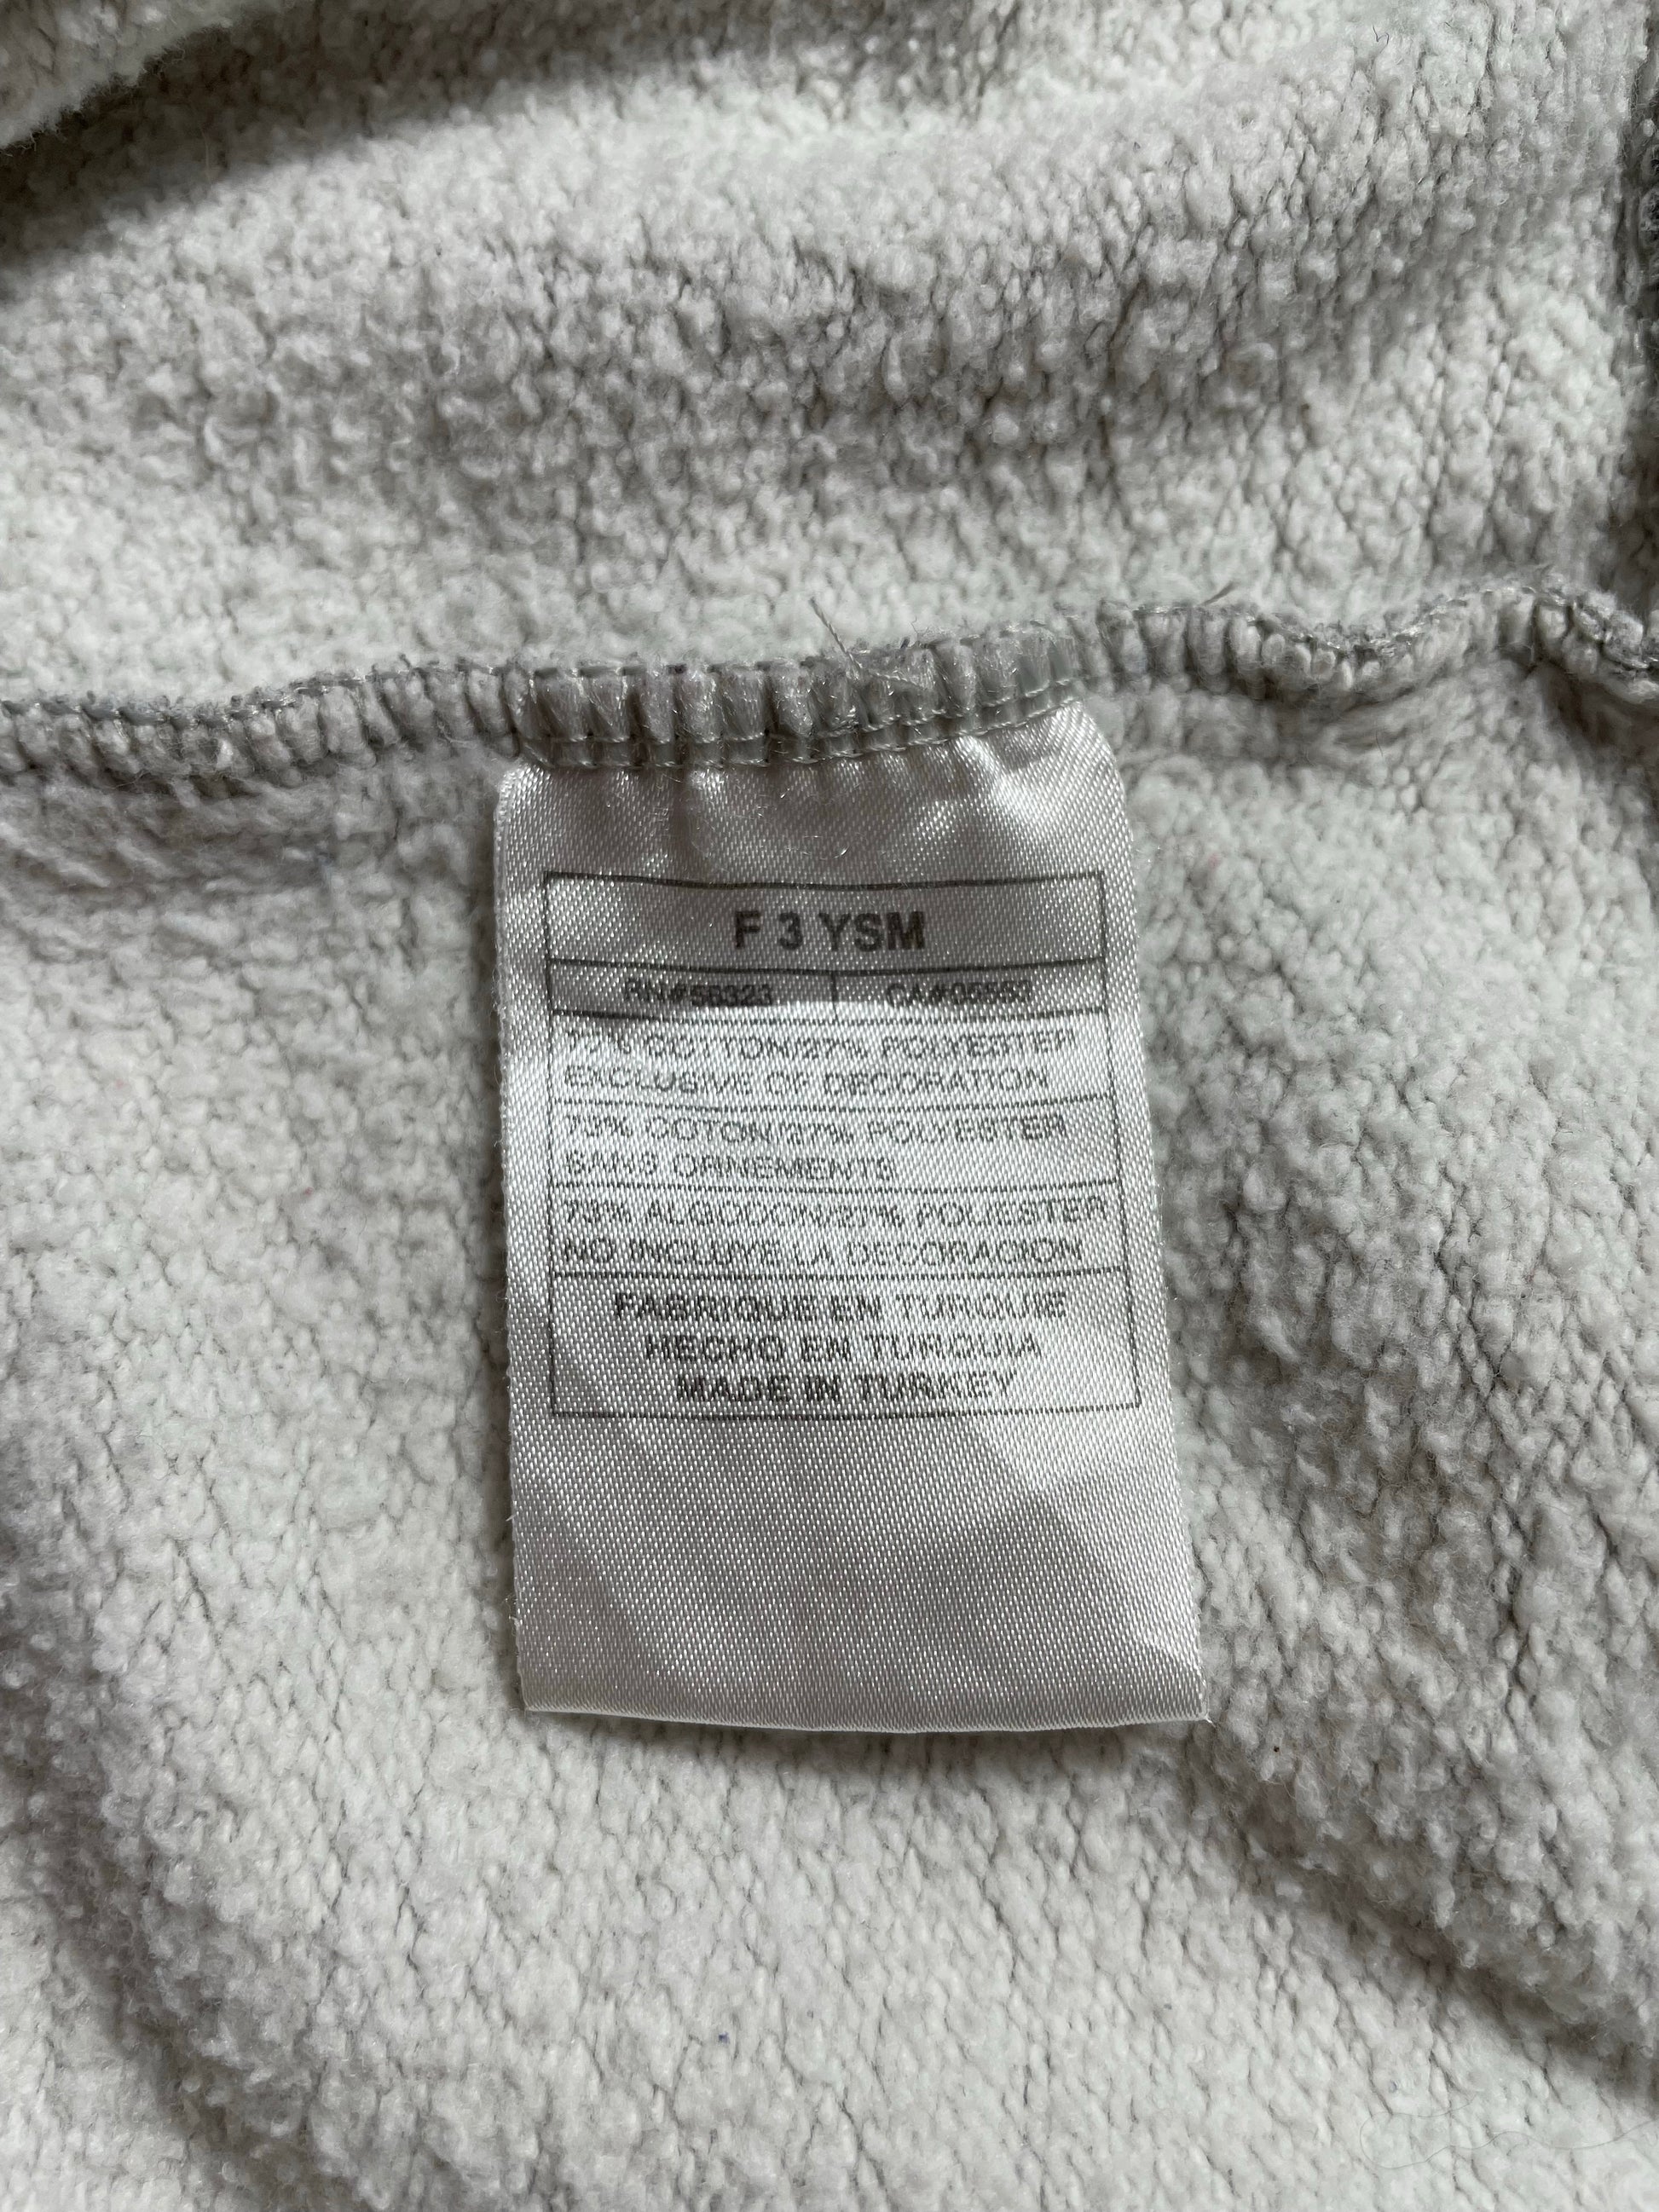 F 3 YSM
RN#56323 CA#05553
73% COTTON/27% POLYESTER
EXCLUSIVE OF DECORATION
73% COTON/27% POLYESTER
SANS ORNEMENTS
73% ALGODON/27% POLIESTER
NO INCLUYE LA DECORACION
FABRIQUE EN TURQUIE
HECHO EN TURQUIA
MADE IN TURKEY